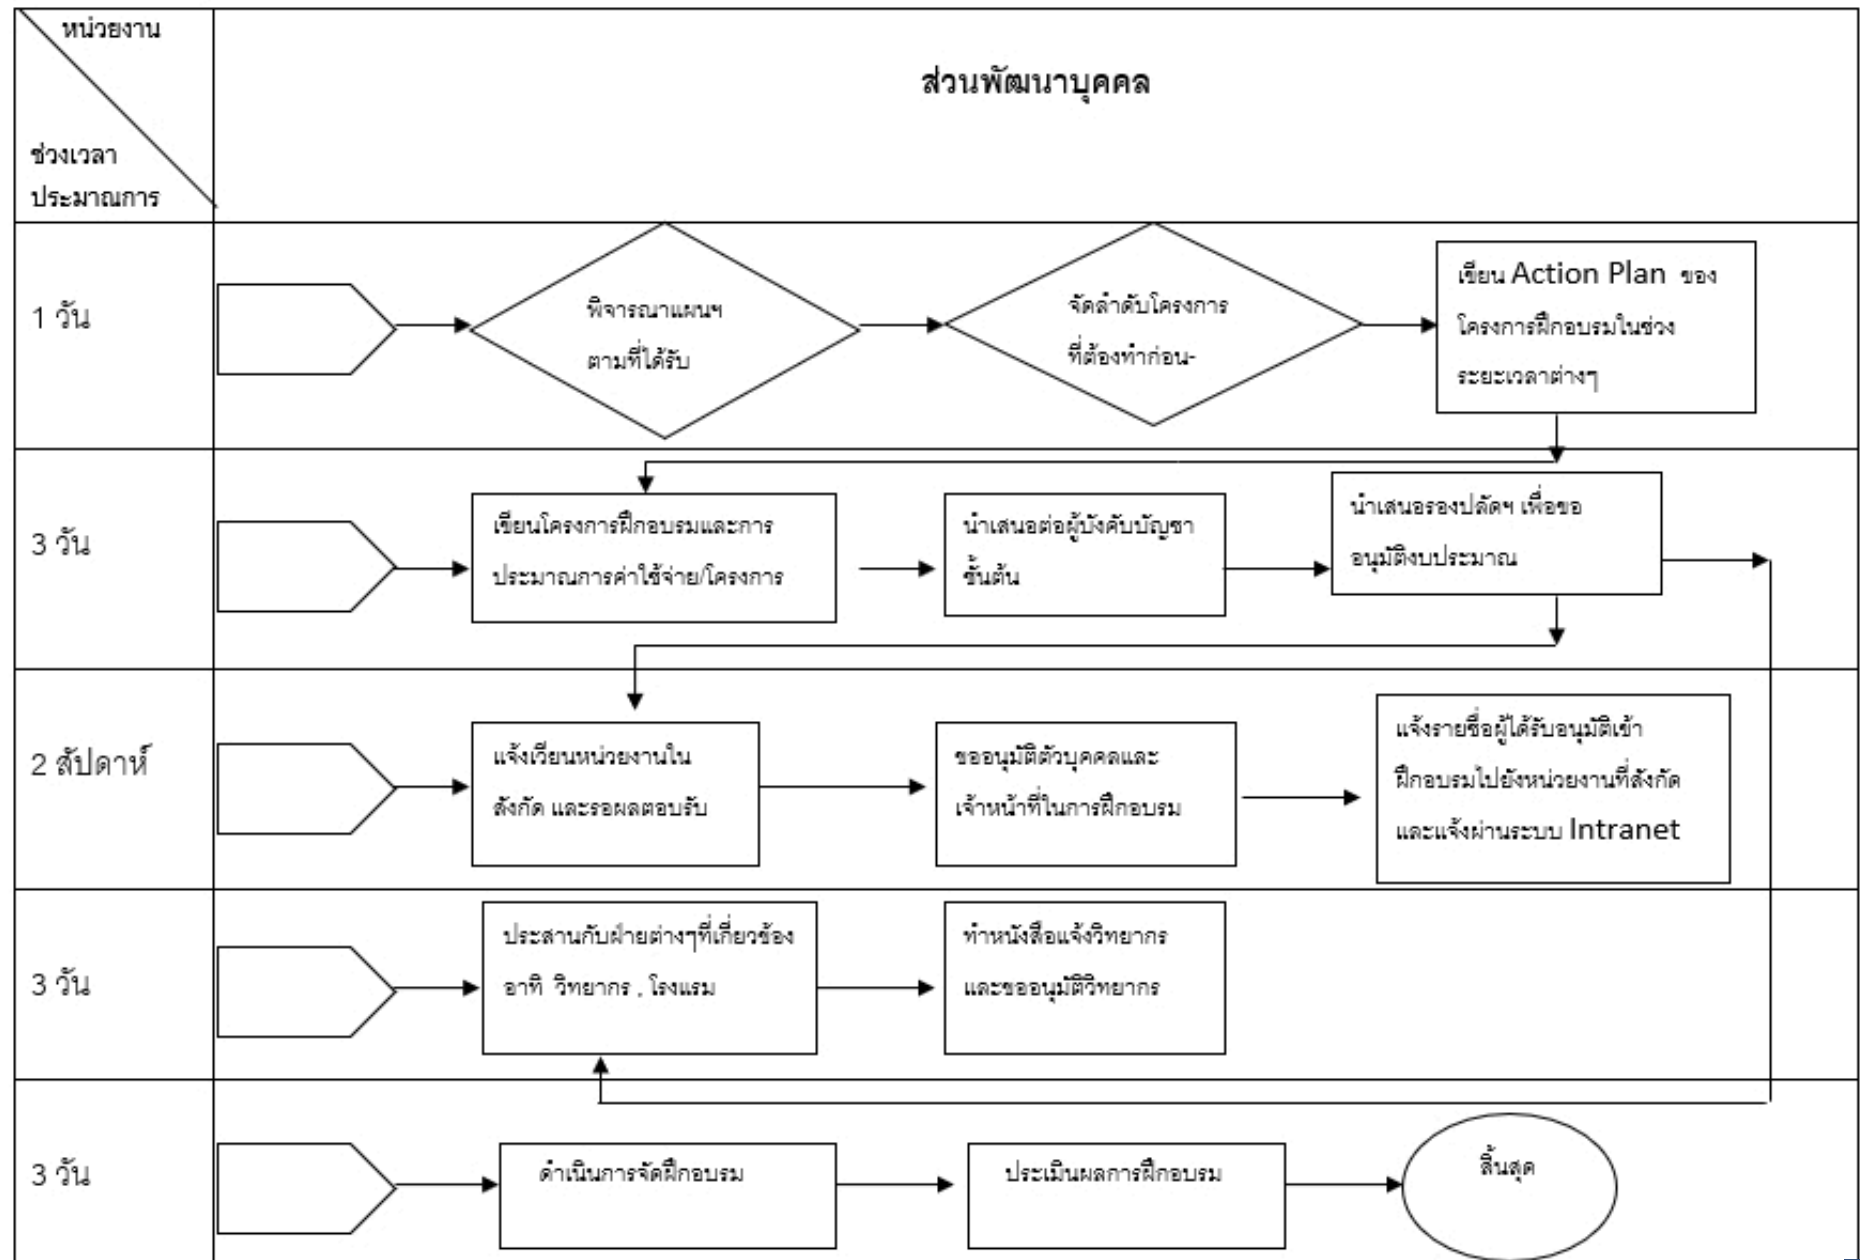 หน่วยงาน
ช่วงเวลา
ประมาณการ
ส่วนพัฒนาบุคคล
1 วัน
พิจารณาแผนฯ
ตามที่ได้รับ
จัดลำดับโครงการ
ที่ต้องทำก่อน-
เขียน Action Plan ของ
โครงการฝึกอบรมในช่วง
ระยะเวลาต่างๆ
3 วัน
เขียนโครงการฝึกอบรมและการ
ประมาณการค่าใช้จ่าย/โครงการ
นำเสนอต่อผู้บังคับบัญชา
ชั้นต้น
นำเสนอรองปลัดฯ เพื่อขอ
อนุมัติงบประมาณ
2 สัปดาห์
แจ้งเวียนหน่วยงานใน
สังกัด และรอผลตอบรับ
ขออนุมัติตัวบุคคลและ
เจ้าหน้าที่ในการฝึกอบรม
แจ้งรายชื่อผู้ได้รับอนุมัติเข้า
ฝึกอบรมไปยังหน่วยงานที่สังกัด
และแจ้งผ่านระบบ Intranet
3 วัน
ประสานกับฝ่ายต่างๆที่เกี่ยวข้อง
อาทิ วิทยากร , โรงแรม
ทำหนังสือแจ้งวิทยากร
และขออนุมัติวิทยากร
3 วัน
ดำเนินการจัดฝึกอบรม
ประเมินผลการฝึกอบรม
สิ้นสุด